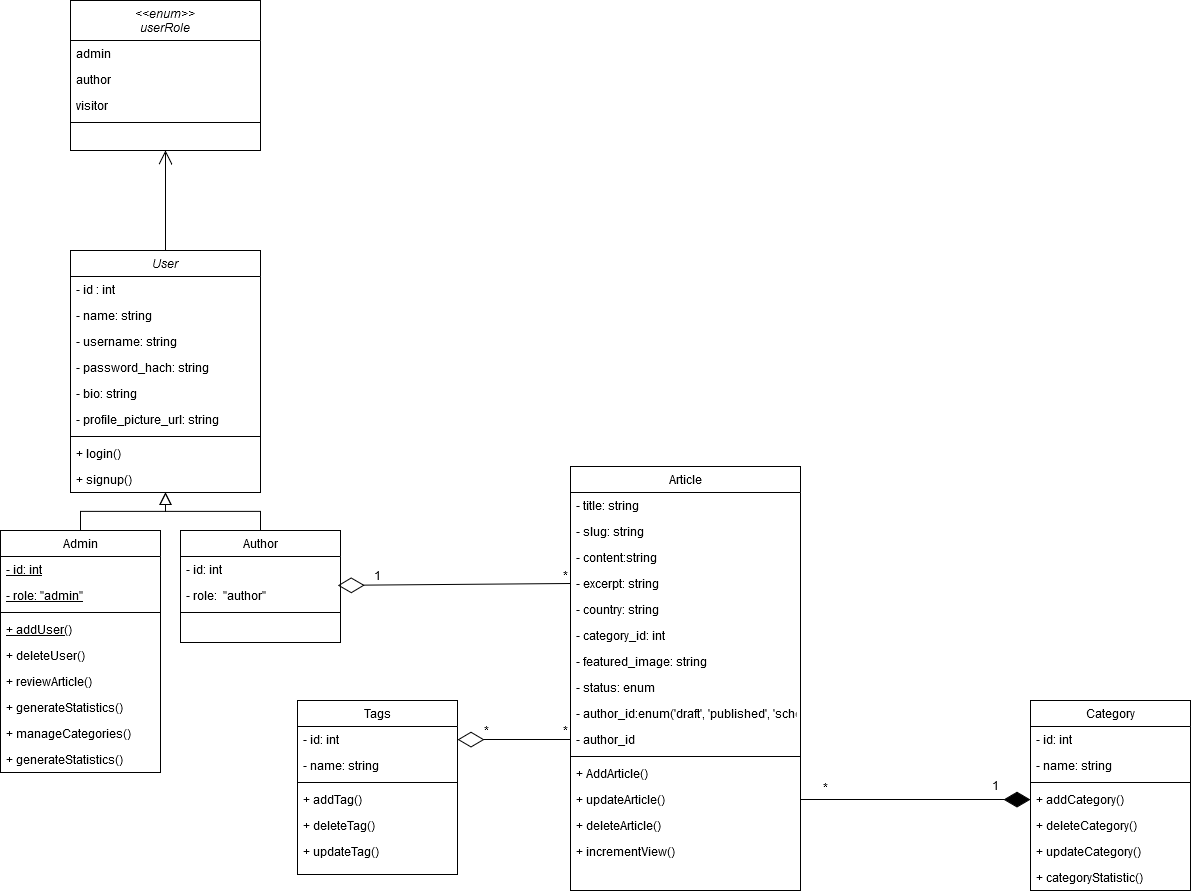 <<enum>>
userRole
admin
author
visitor
User
- id : int
- name: string
- username: string
- password_hach: string
- bio: string
- profile_picture_url: string
+ login()
+ signup()
Admin
- id: int
- role: "admin"
+ addUser()
+ deleteUser()
+ reviewArticle()
+ generateStatistics()
+ manageCategories()
+ generateStatistics()
Author
- id: int
- role:  "author"
1
*
Tags
- id: int
- name: string
+ addTag()
+ deleteTag()
+ updateTag()
*
*
Article
- title: string
- slug: string
- content:string
- excerpt: string
- country: string
- category_id: int
- featured_image: string
- status: enum
- author_id:enum('draft', 'published', 'sch
- author_id
+ AddArticle()
+ updateArticle()
+ deleteArticle()
+ incrementView()
*
1
Category
- id: int
- name: string
+ addCategory()
+ deleteCategory()
+ updateCategory()
+ categoryStatistic()